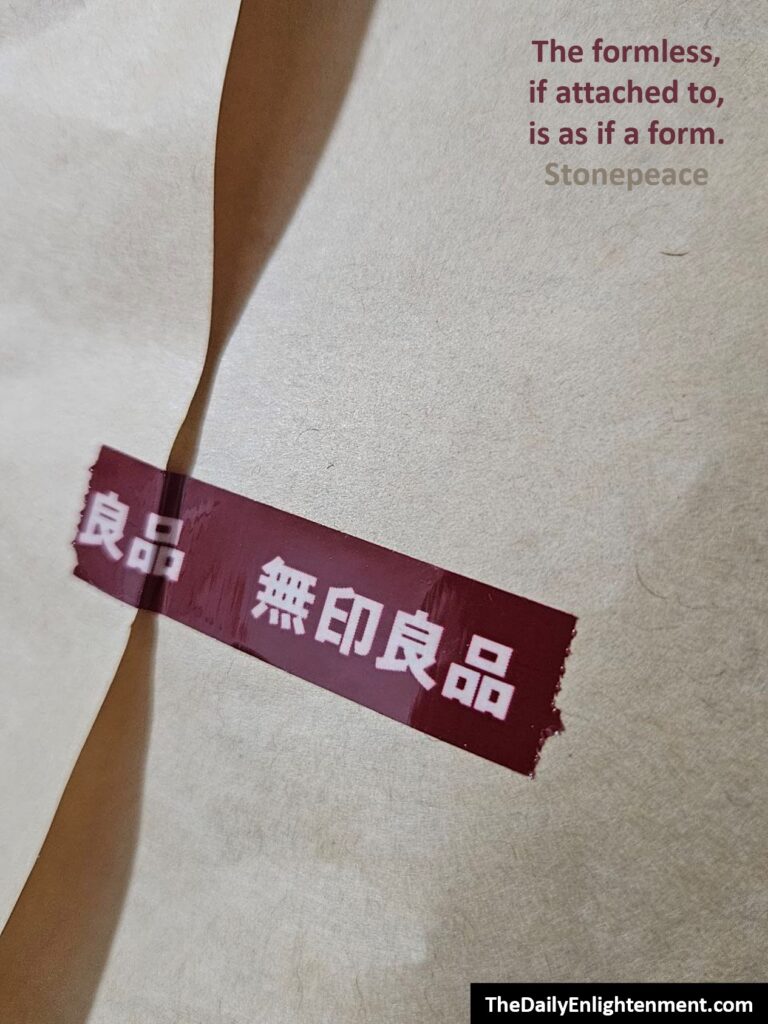 The formless,
if attached to,
is as if a form.
Stonepeace
良品 無印良品
TheDailyEnlightenment.com